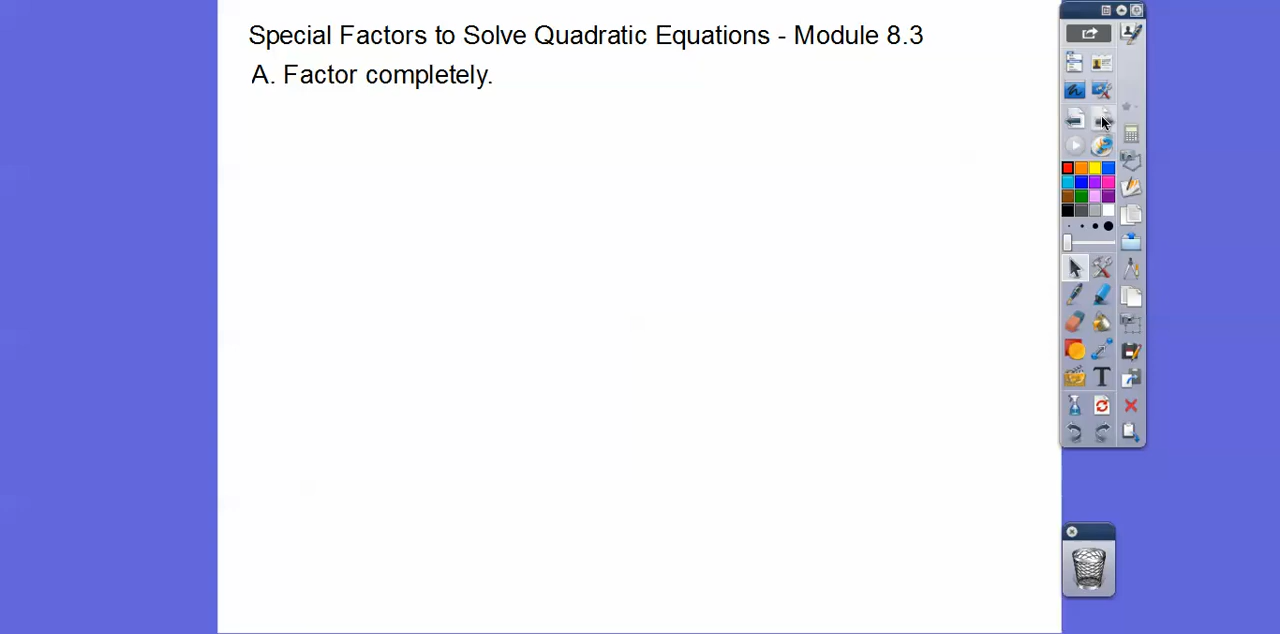 Special Factors to Solve Quadratic Equations - Module 8.3
A. Factor completely.